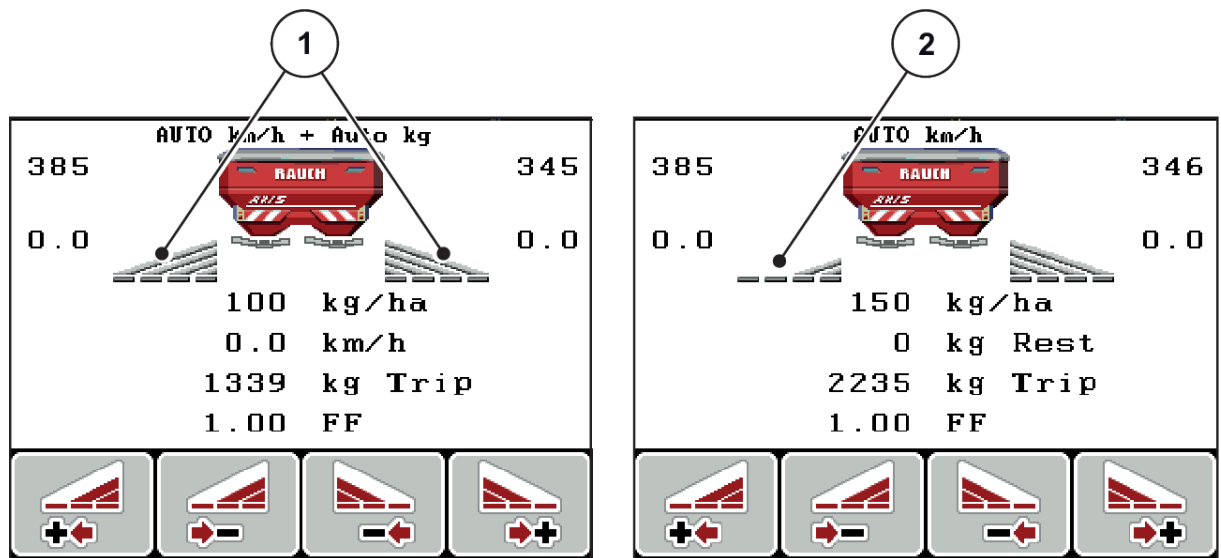 1
AUTO km/h + Auto kg
385
345
RAUCH
AXIS
0.0
0.0
100 kg/ha
0.0 km/h
1339 kg Trip
1.00 FF
2
AUTO km/h
385
346
RAUCH
AXIS
0.0
0.0
150 kg/ha
0 kg Rest
2235 kg Trip
1.00 FF